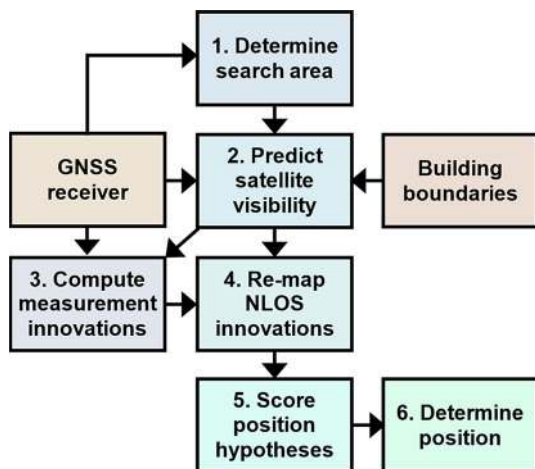 1. Determine
search area
GNSS
receiver
2. Predict
satellite
visibility
Building
boundaries
3. Compute
measurement
innovations
4. Re-map
NLOS
innovations
5. Score
position
hypotheses
6. Determine
position